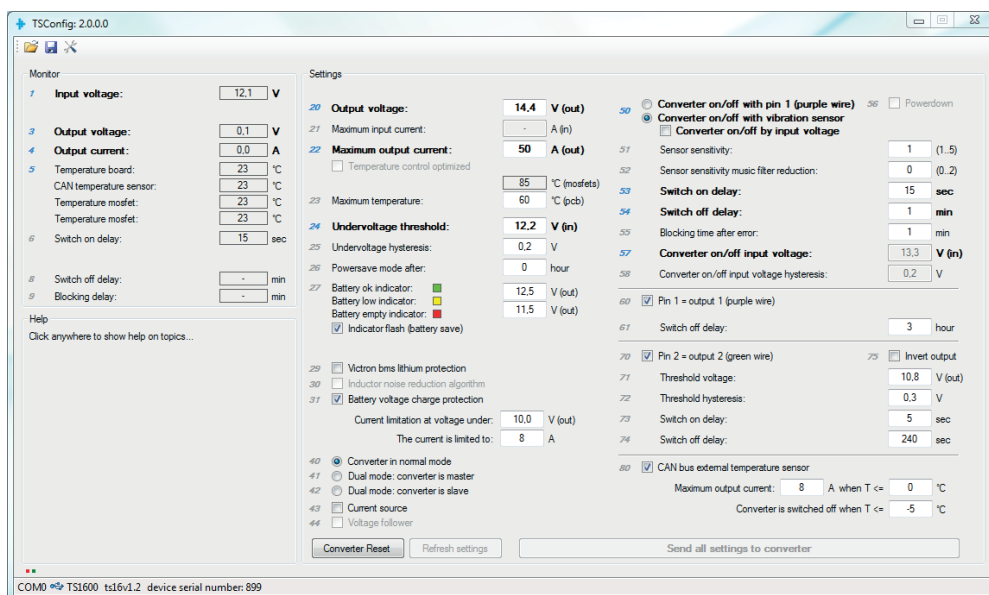 TSConfig: 2.0.0.0
Monitor
1 Input voltage: 12,1 V
3 Output voltage: 0,1 V
4 Output current: 0,0 A
5 Temperature board: 23 °C
CAN temperature sensor: 23 °C
Temperature mosfet: 23 °C
Temperature mosfet: 23 °C
6 Switch on delay: 15 sec
8 Switch off delay: - min
9 Blocking delay: - min
Help
Click anywhere to show help on topics...
Settings
20 Output voltage: 14,4 V (out)
21 Maximum input current: - A (in)
22 Maximum output current: 50 A (out)
Temperature control optimized
85 °C (mosfets)
23 Maximum temperature: 60 °C (pcb)
24 Undervoltage threshold: 12,2 V (in)
25 Undervoltage hysteresis: 0,2 V
26 Powersave mode after: 0 hour
27 Battery ok indicator: 12,5 V (out)
Battery low indicator: 11,5 V (out)
Battery empty indicator:
Indicator flash (battery save)
29 Victron bms lithium protection
30 Inductor noise reduction algorithm
31 Battery voltage charge protection
Current limitation at voltage under: 10,0 V (out)
The current is limited to: 8 A
40 Converter in normal mode
41 Dual mode: converter is master
42 Dual mode: converter is slave
43 Current source
44 Voltage follower
Converter Reset Refresh settings Send all settings to converter
50 Converter on/off with pin 1 (purple wire) 56 Powerdown
Converter on/off with vibration sensor
Converter on/off by input voltage
51 Sensor sensitivity: 1 (1..5)
52 Sensor sensitivity music filter reduction: 0 (0..2)
53 Switch on delay: 15 sec
54 Switch off delay: 1 min
55 Blocking time after error: 1 min
57 Converter on/off input voltage: 13,3 V (in)
58 Converter on/off input voltage hysteresis: 0,2 V
60 Pin 1 = output 1 (purple wire)
61 Switch off delay: 3 hour
70 Pin 2 = output 2 (green wire) 75 Invert output
71 Threshold voltage: 10,8 V (out)
72 Threshold hysteresis: 0,3 V
73 Switch on delay: 5 sec
74 Switch off delay: 240 sec
80 CAN bus external temperature sensor
Maximum output current: 8 A when T <= 0 °C
Converter is switched off when T <= -5 °C
COM0 TS1600 ts16v1.2 device serial number: 899